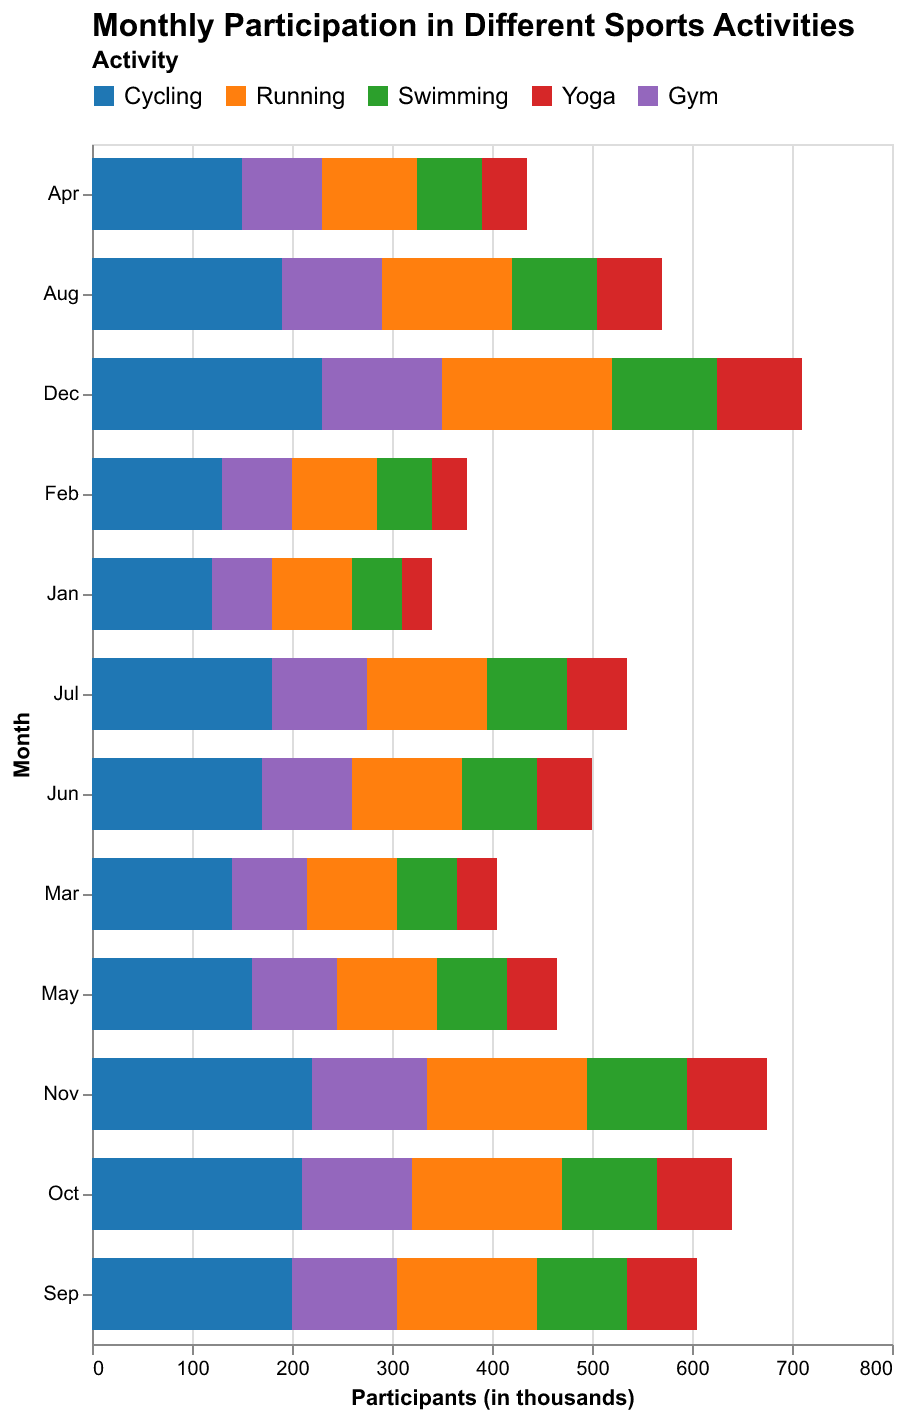 Monthly Participation in Different Sports Activities
Activity
Cycling Running Swimming Yoga Gym
Apr
Aug
Dec
Feb
Jan
Jul
Jun
Mar
May
Nov
Oct
Sep
Month
0 100 200 300 400 500 600 700 800
Participants (in thousands)